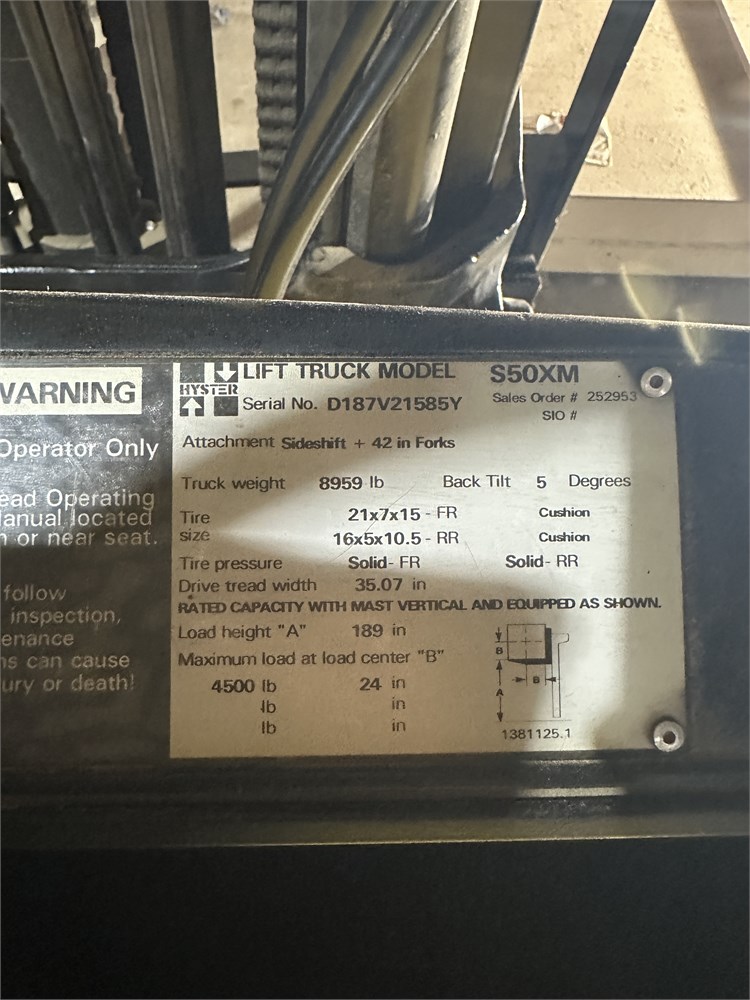 WARNING
Operator Only
ead Operating
anual located
n or near seat.
follow
inspection,
enance
ns can cause
ury or death!
HYSTER
LIFT TRUCK MODEL S50XM
Serial No. D187V21585Y Sales Order # 252953
SIO #
Attachment Sideshift + 42 in Forks
Truck weight 8959 lb Back Tilt 5 Degrees
Tire 21x7x15 - FR Cushion
size 16x5x10.5 - RR Cushion
Tire pressure Solid- FR Solid- RR
Drive tread width 35.07 in
RATED CAPACITY WITH MAST VERTICAL AND EQUIPPED AS SHOWN.
Load height "A" 189 in
Maximum load at load center "B"
4500 lb 24 in
lb in
lb in
B
B
A
1381125.1